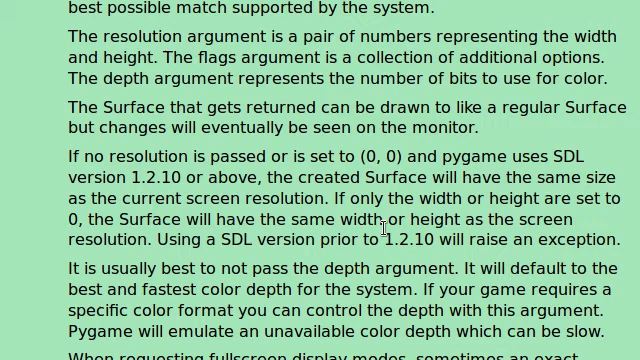 best possible match supported by the system.
The resolution argument is a pair of numbers representing the width
and height. The flags argument is a collection of additional options.
The depth argument represents the number of bits to use for color.
The Surface that gets returned can be drawn to like a regular Surface
but changes will eventually be seen on the monitor.
If no resolution is passed or is set to (0, 0) and pygame uses SDL
version 1.2.10 or above, the created Surface will have the same size
as the current screen resolution. If only the width or height are set to
0, the Surface will have the same width or height as the screen
resolution. Using a SDL version prior to 1.2.10 will raise an exception.
It is usually best to not pass the depth argument. It will default to the
best and fastest color depth for the system. If your game requires a
specific color format you can control the depth with this argument.
Pygame will emulate an unavailable color depth which can be slow.
When requesting fullscreen display modes, sometimes an exact